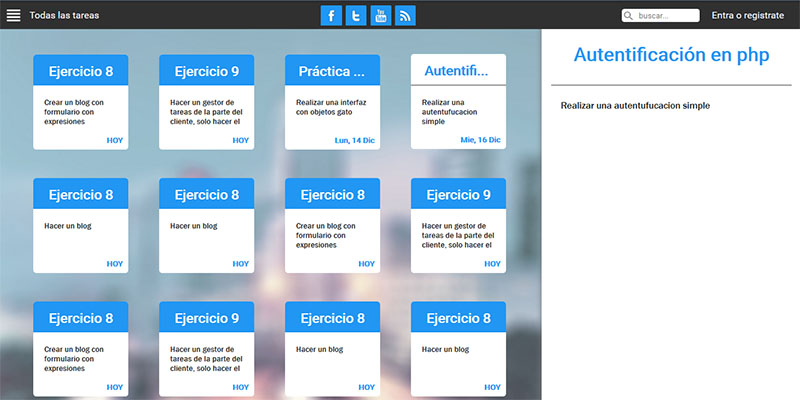 Todas las tareas
f
t
You
Tube
buscar...
Entra o registrate
Ejercicio 8
Crear un blog con
formulario con
expresiones
HOY
Ejercicio 9
Hacer un gestor de
tareas de la parte del
cliente, solo hacer el
HOY
Práctica ...
Realizar una interfaz
con objetos gato
Lun, 14 Dic
Autentifi...
Realizar una
autentufucacion
simple
Mie, 16 Dic
Ejercicio 8
Hacer un blog
HOY
Ejercicio 8
Hacer un blog
HOY
Ejercicio 8
Crear un blog con
formulario con
expresiones
HOY
Ejercicio 9
Hacer un gestor de
tareas de la parte del
cliente, solo hacer el
HOY
Ejercicio 8
Crear un blog con
formulario con
expresiones
HOY
Ejercicio 9
Hacer un gestor de
tareas de la parte del
cliente, solo hacer el
HOY
Ejercicio 8
Hacer un blog
HOY
Ejercicio 8
Hacer un blog
HOY
Autentificación en php
Realizar una autentufucacion simple